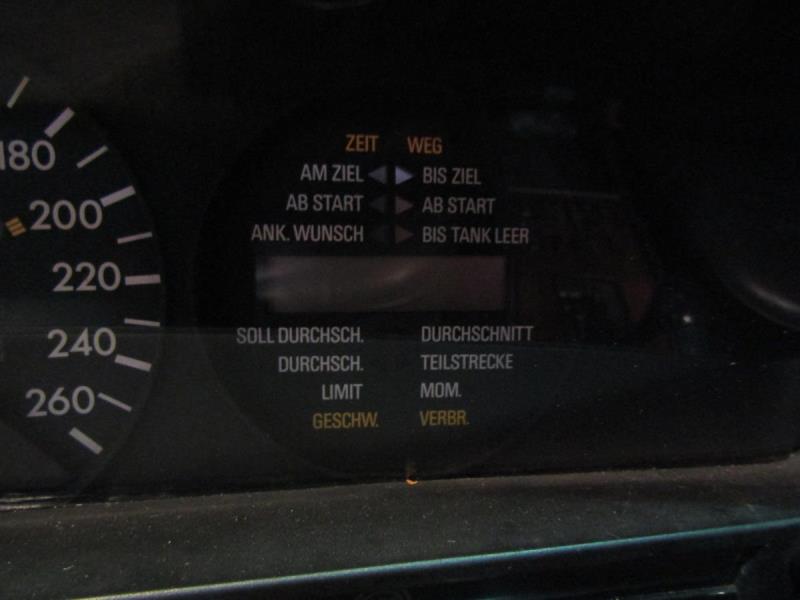 180
200
220
240
260
ZEIT WEG
AM ZIEL BIS ZIEL
AB START AB START
ANK. WUNSCH BIS TANK LEER
SOLL DURCHSCH. DURCHSCHNITT
DURCHSCH. TEILSTRECKE
LIMIT MOM.
GESCHW. VERBR.